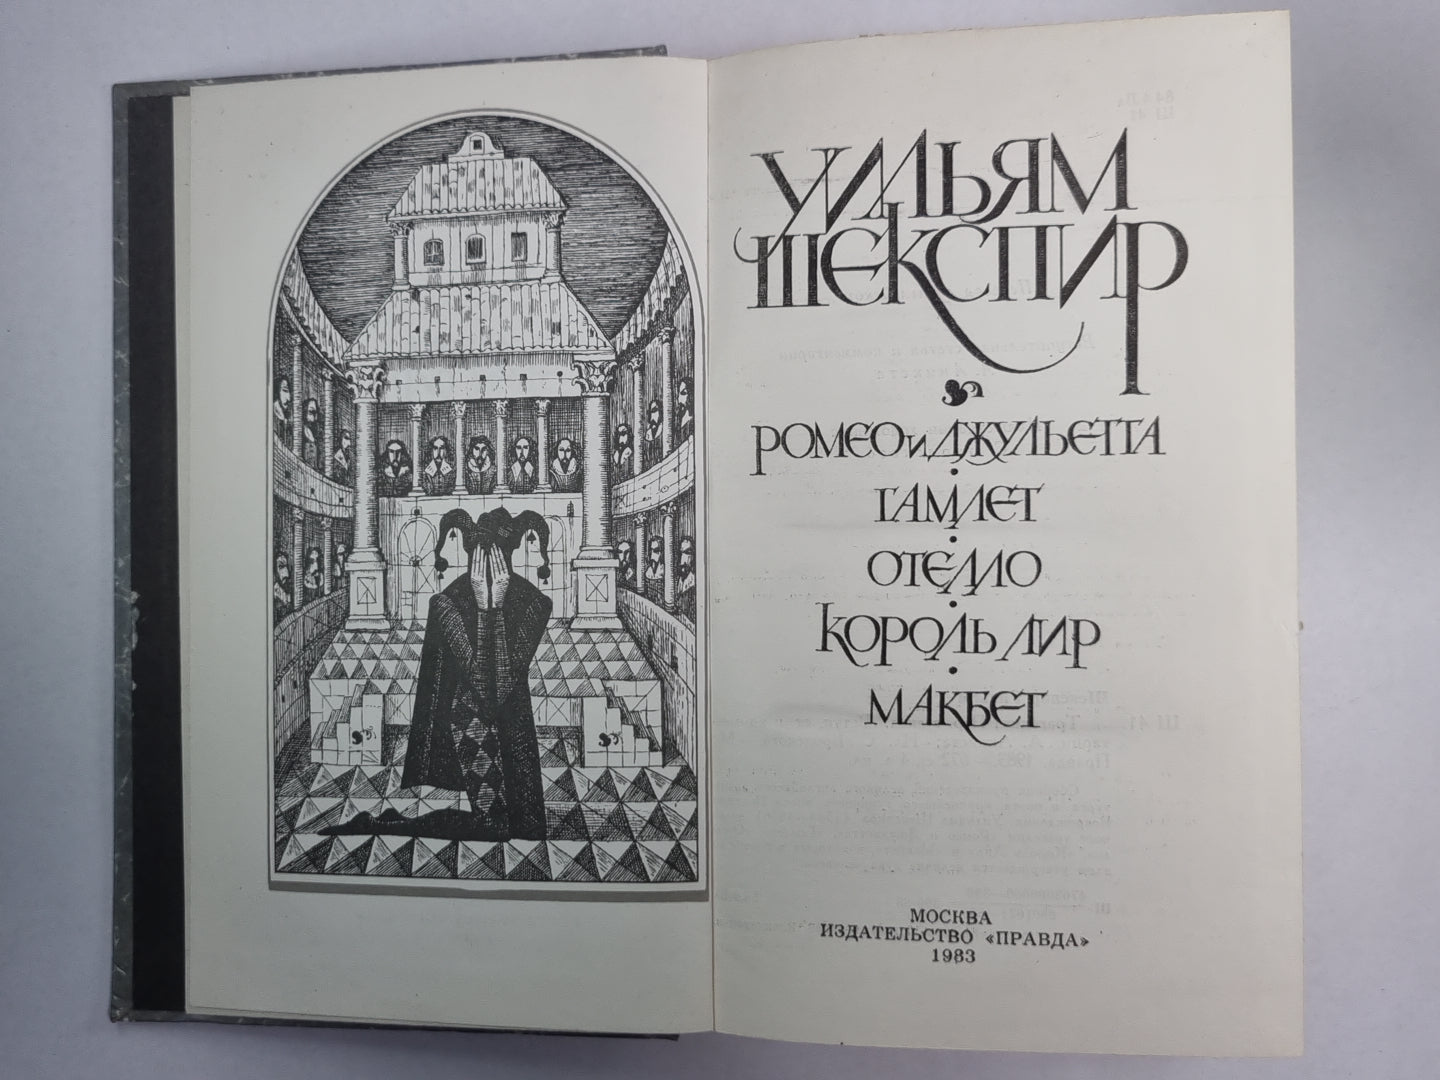 УИЛЬЯМ
ШЕКСПИР
РОМЕО и ДЖУЛЬЕТТА
ГАМЛЕТ
ОТЕЛЛО
КОРОЛЬ ЛИР
МАКБЕТ
МОСКВА
ИЗДАТЕЛЬСТВО «ПРАВДА»
1983